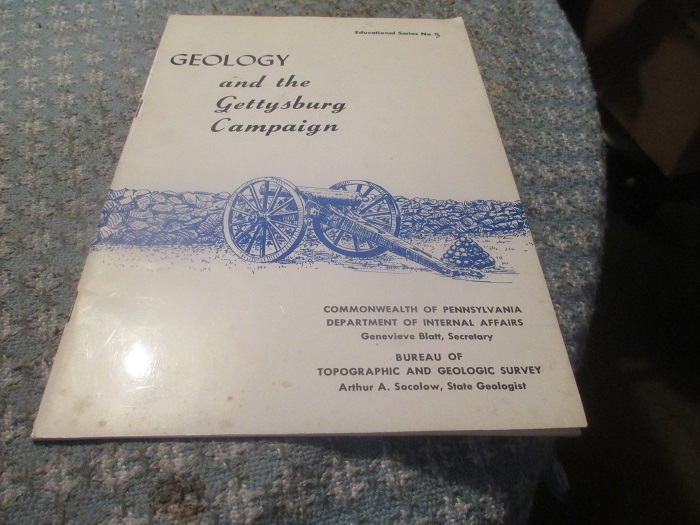 Educational Series No. 5
GEOLOGY
and the
Gettysburg
Campaign
COMMONWEALTH OF PENNSYLVANIA
DEPARTMENT OF INTERNAL AFFAIRS
Genevieve Blatt, Secretary
BUREAU OF
TOPOGRAPHIC AND GEOLOGIC SURVEY
Arthur A. Socolow, State Geologist